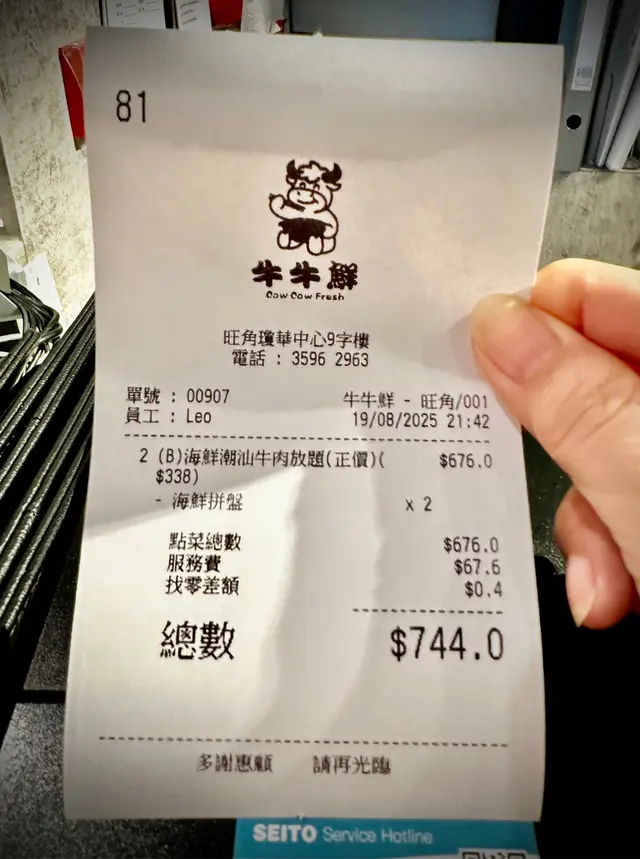 81
牛牛鮮
Cow Cow Fresh
旺角瓊華中心9字樓
電話 : 3596 2963
單號 : 00907 牛牛鮮 - 旺角/001
員工 : Leo 19/08/2025 21:42
2 (B)海鮮潮汕牛肉放題(正價)( $676.0
$338)
- 海鮮拼盤 x 2
點菜總數 $676.0
服務費 $67.6
找零差額 $0.4
總數 $744.0
多謝惠顧 請再光臨
SEITO Service Hotline